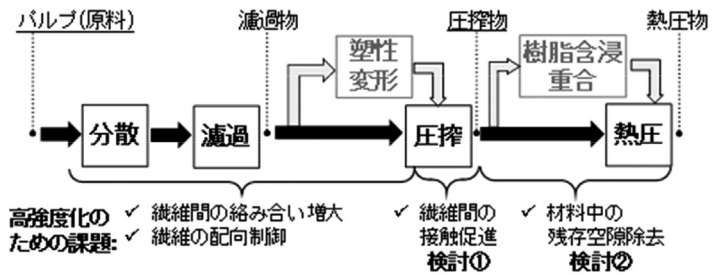 パルプ(原料)
濾過物
圧搾物
熱圧物
塑性
変形
樹脂含浸
重合
分散
濾過
圧搾
熱圧
高強度化の
ための課題:
✓ 繊維間の絡み合い増大
✓ 繊維の配向制御
✓ 繊維間の
接触促進
検討①
✓ 材料中の
残存空隙除去
検討②